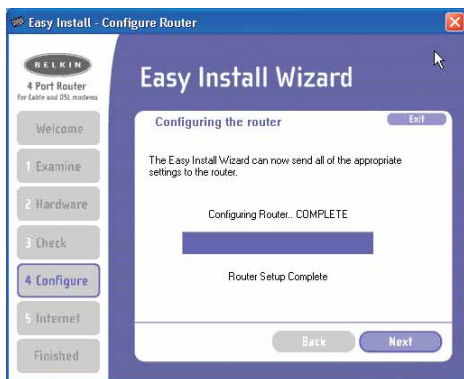 Easy Install - Configure Router
BELKIN
4 Port Router
For Cable and DSL modems
Easy Install Wizard
Welcome
1 Examine
2 Hardware
3 Check
4 Configure
5 Internet
Finished
Configuring the router
Exit
The Easy Install Wizard can now send all of the appropriate
settings to the router.
Configuring Router.. COMPLETE
Router Setup Complete
Back
Next